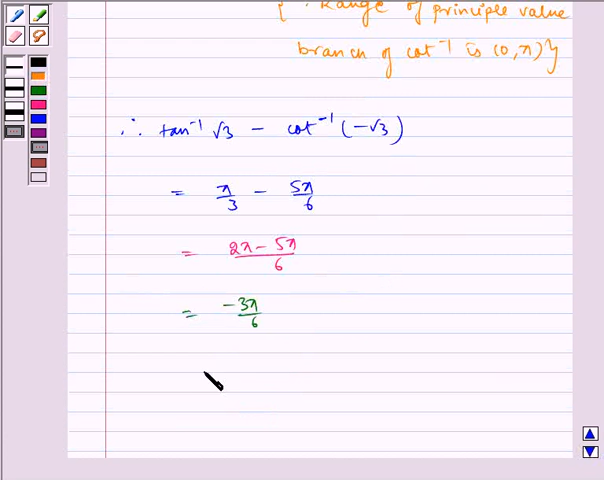 {∵ Range of principle value
branch of cot⁻¹ is (0, π)}
∴ tan⁻¹ √3 − cot⁻¹ (−√3)
= π/3 − 5π/6
= 2π − 5π/6
= −3π/6